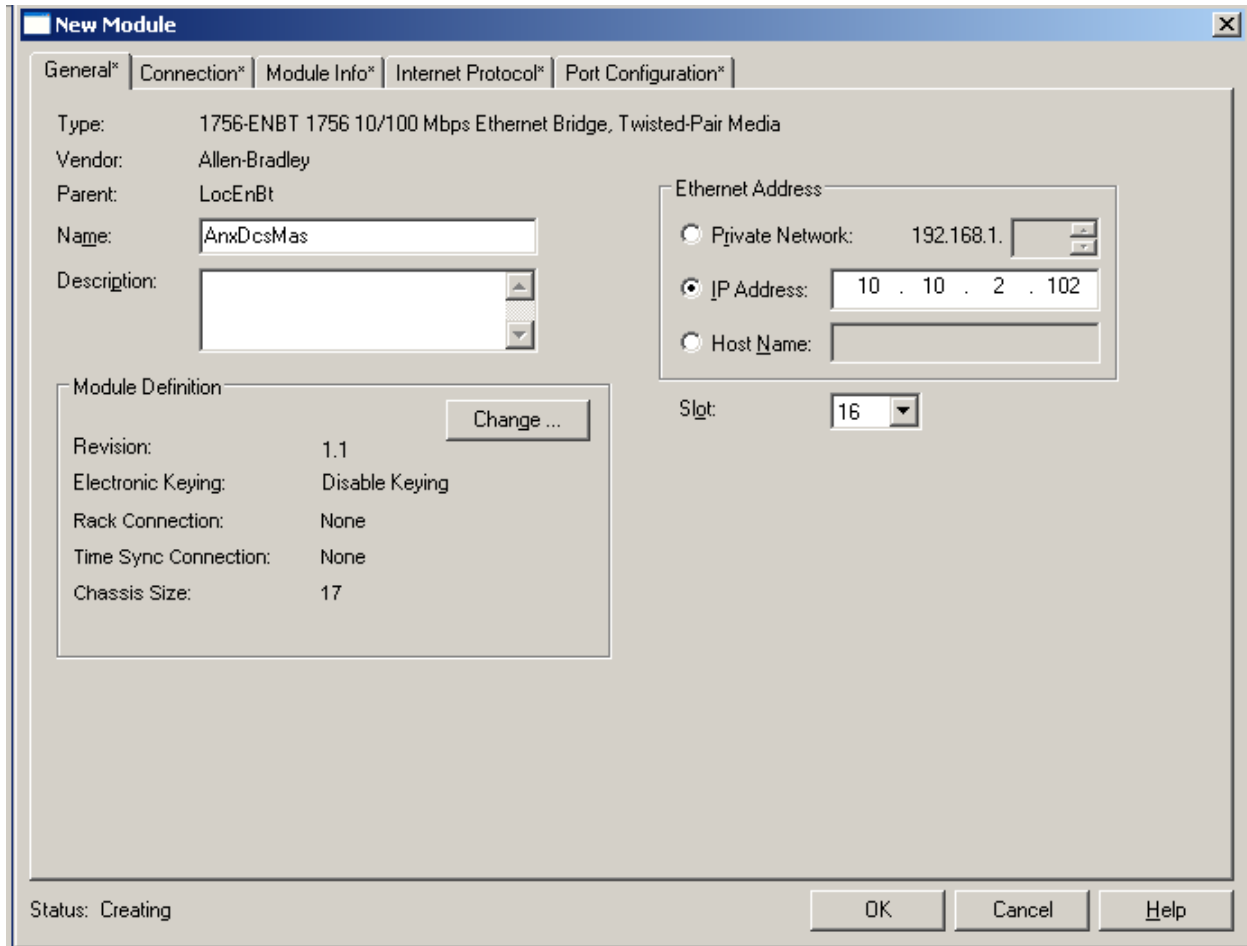 New Module
General* Connection* Module Info* Internet Protocol* Port Configuration*
Type: 1756-ENBT 1756 10/100 Mbps Ethernet Bridge, Twisted-Pair Media
Vendor: Allen-Bradley
Parent: LocEnBt
Name: AnxDcsMas
Description:
Ethernet Address
Private Network: 192.168.1.
IP Address: 10 . 10 . 2 . 102
Host Name:
Slot: 16
Module Definition
Change ...
Revision: 1.1
Electronic Keying: Disable Keying
Rack Connection: None
Time Sync Connection: None
Chassis Size: 17
Status: Creating
OK Cancel Help